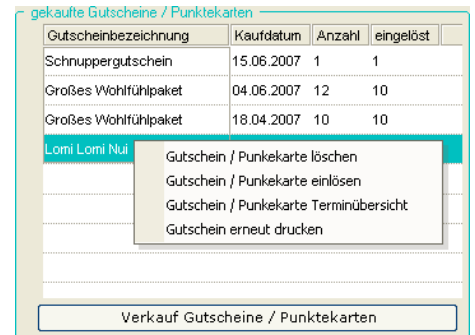 gekaufte Gutscheine / Punktekarten
Gutscheinbezeichnung Kaufdatum Anzahl eingelöst
Schnuppergutschein 15.06.2007 1 1
Großes Wohlfühlpaket 04.06.2007 12 10
Großes Wohlfühlpaket 18.04.2007 10 10
Lomi Lomi Nui
Gutschein / Punkekarte löschen
Gutschein / Punkekarte einlösen
Gutschein / Punkekarte Terminübersicht
Gutschein erneut drucken
Verkauf Gutscheine / Punktekarten